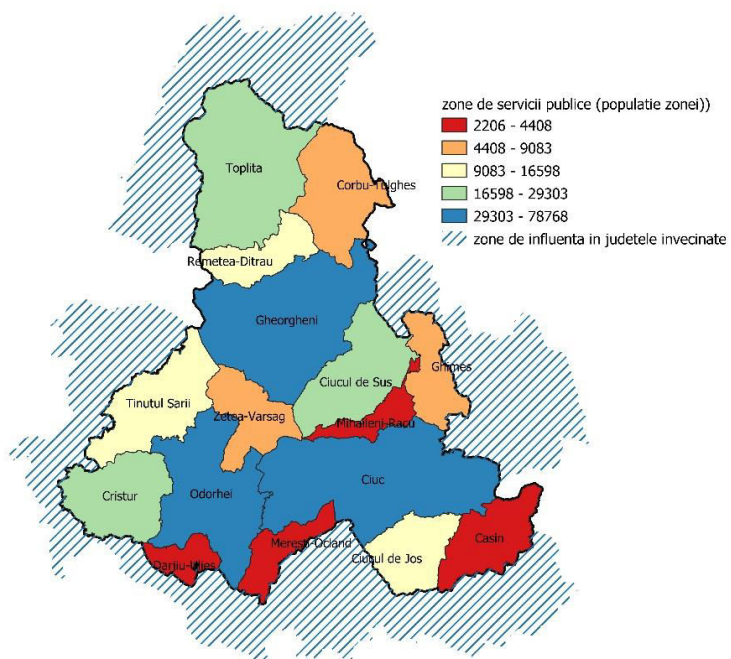 zone de servicii publice (populatie zonei))
2206 - 4408
4408 - 9083
9083 - 16598
16598 - 29303
29303 - 78768
zone de influenta in judetele invecinate
Toplita
Corbu-Tulghes
Remetea-Ditrau
Gheorgheni
Ciucul de Sus
Ghimes
Tinutul Sarii
Zetea-Varsag
Mihaileni-Racu
Cristur
Odorhei
Ciuc
Meresti-Ocland
Casin
Ciucul de Jos
Darjiu-Ulies